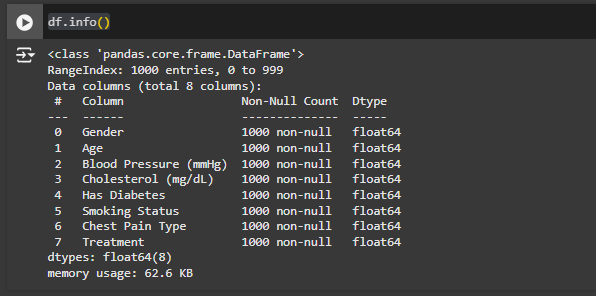 df.info()
<class 'pandas.core.frame.DataFrame'>
RangeIndex: 1000 entries, 0 to 999
Data columns (total 8 columns):
 #   Column                  Non-Null Count  Dtype
---  ------                  --------------  -----
 0   Gender                  1000 non-null   float64
 1   Age                     1000 non-null   float64
 2   Blood Pressure (mmHg)   1000 non-null   float64
 3   Cholesterol (mg/dL)     1000 non-null   float64
 4   Has Diabetes            1000 non-null   float64
 5   Smoking Status          1000 non-null   float64
 6   Chest Pain Type         1000 non-null   float64
 7   Treatment               1000 non-null   float64
dtypes: float64(8)
memory usage: 62.6 KB